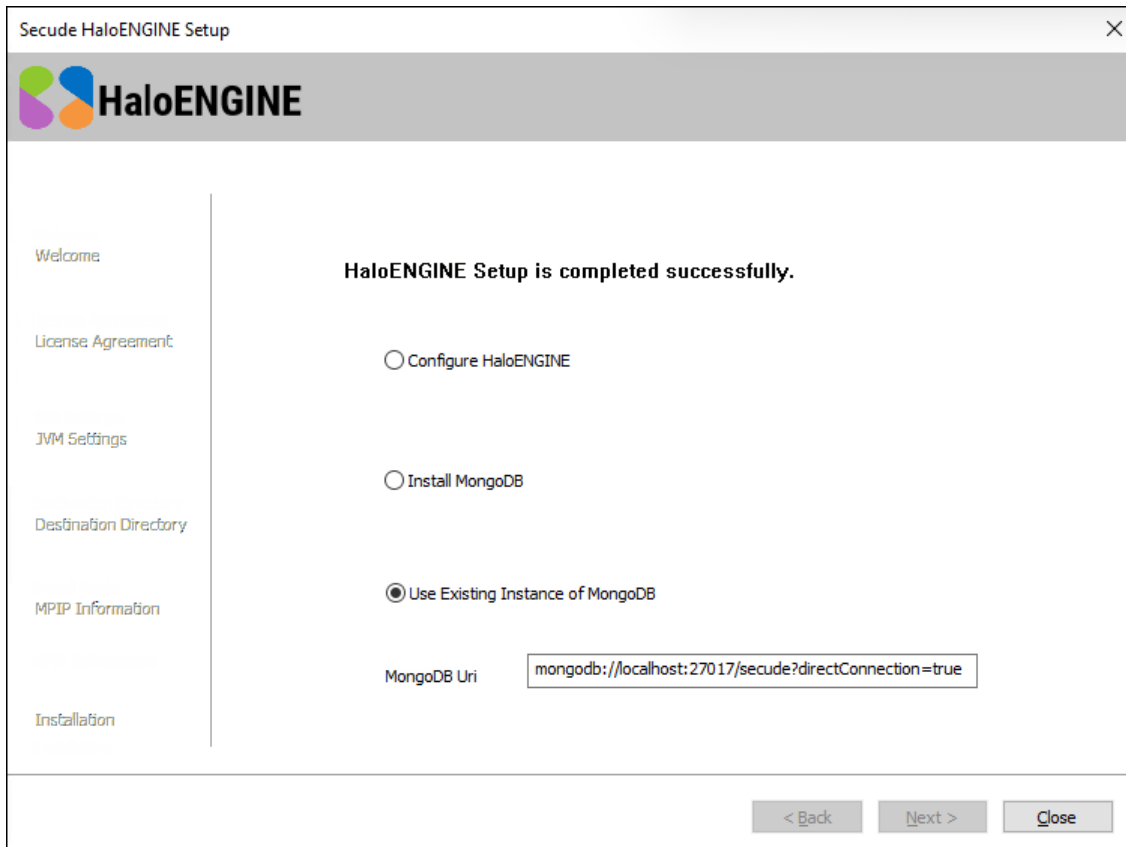 Secude HaloENGINE Setup
HaloENGINE
Welcome
HaloENGINE Setup is completed successfully.
License Agreement
Configure HaloENGINE
JVM Settings
Install MongoDB
Destination Directory
Use Existing Instance of MongoDB
MPIP Information
MongoDB Uri mongodb://localhost:27017/secude?directConnection=true
Installation
< Back Next > Close